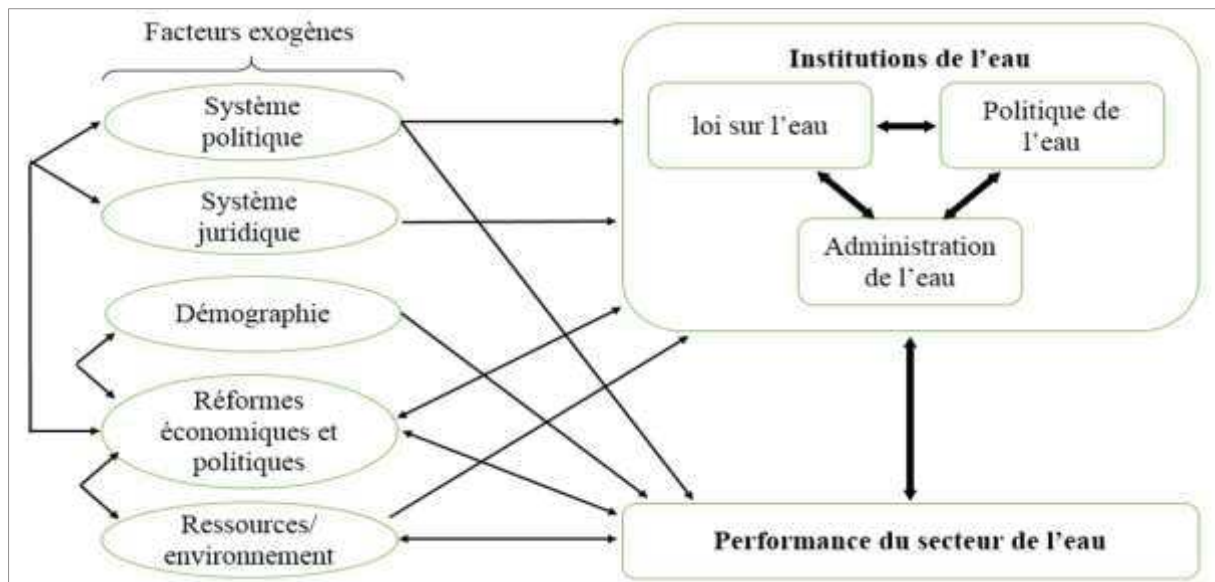 Facteurs exogènes
Système
politique
Système
juridique
Démographie
Réformes
économiques et
politiques
Ressources/
environnement
Institutions de l’eau
loi sur l’eau
Politique de
l’eau
Administration
de l’eau
Performance du secteur de l’eau